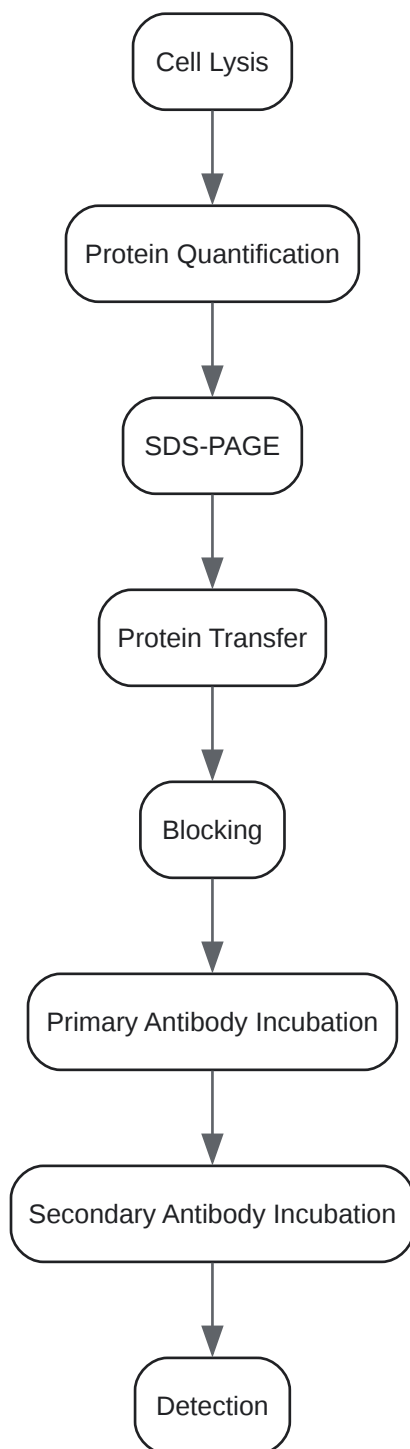 Cell Lysis
Protein Quantification
SDS-PAGE
Protein Transfer
Blocking
Primary Antibody Incubation
Secondary Antibody Incubation
Detection